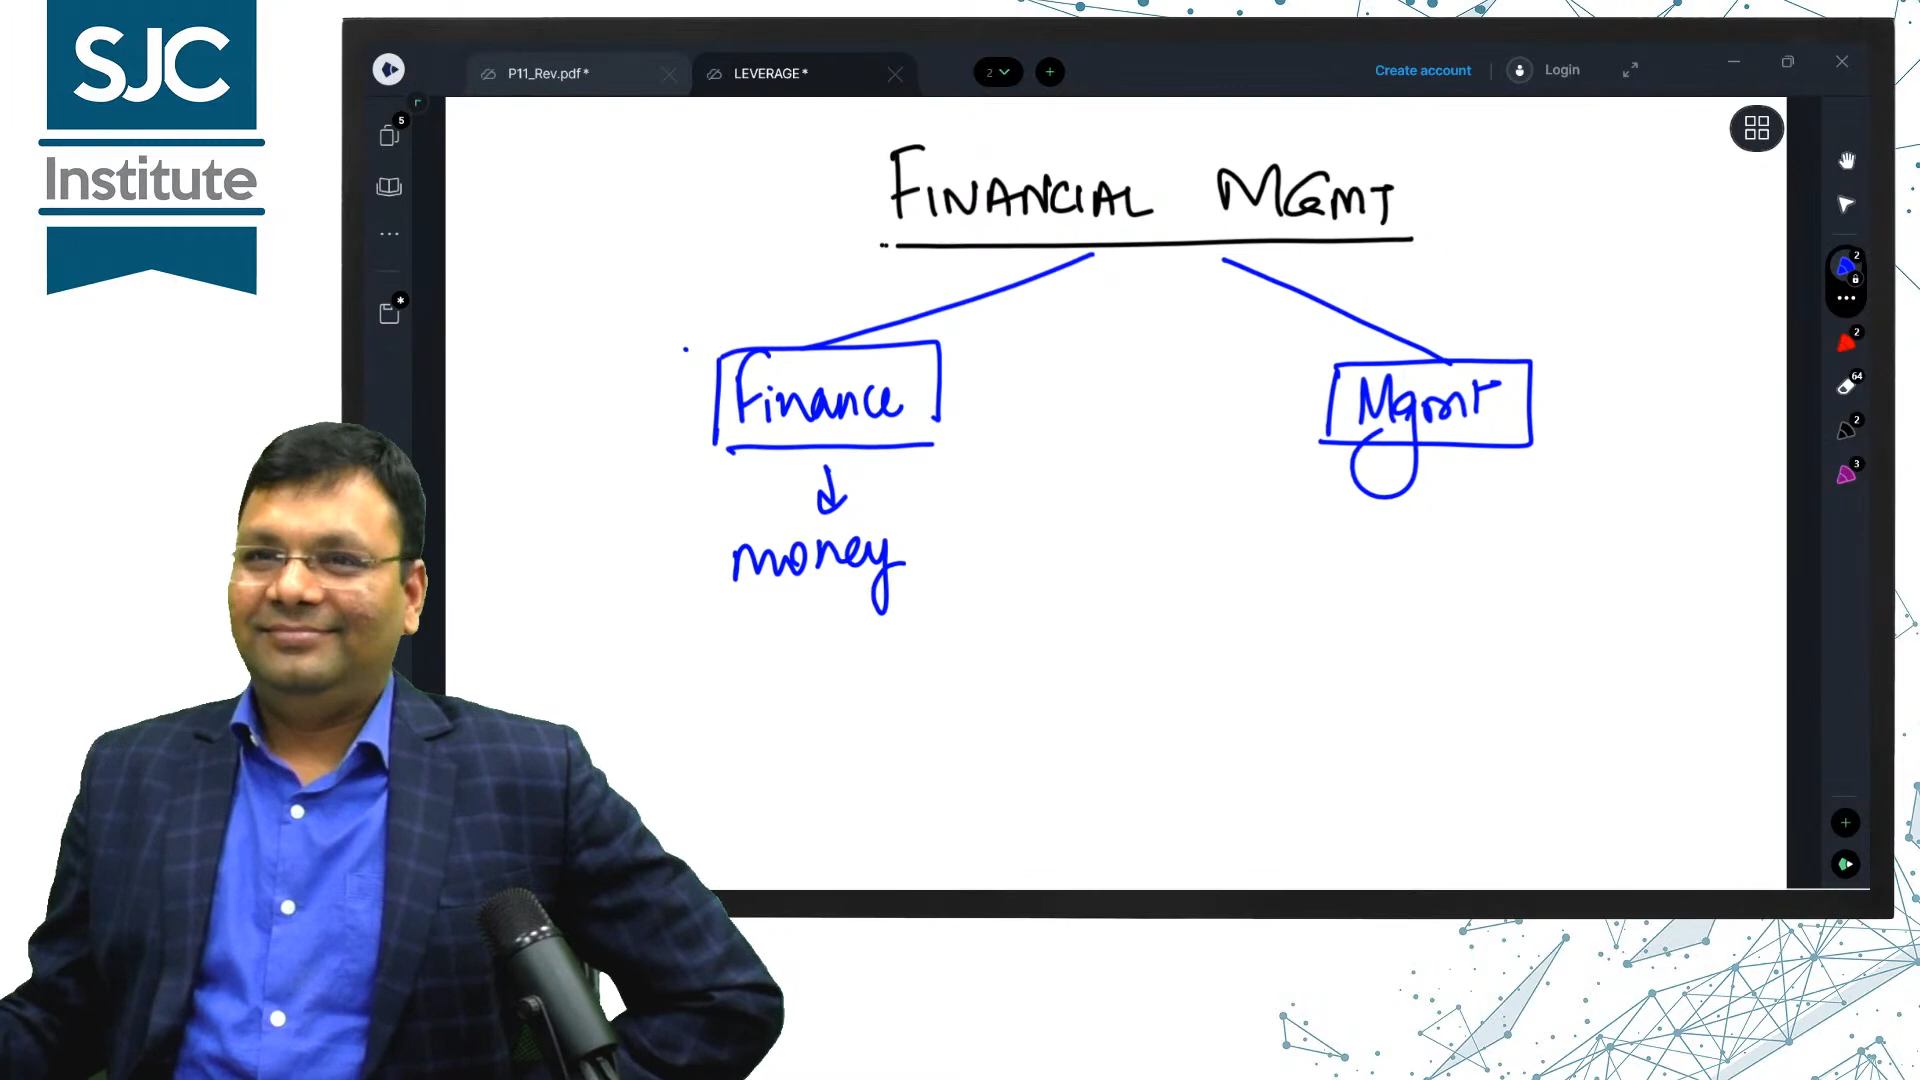 SJC
Institute
P11_Rev.pdf*
LEVERAGE*
2
Create account
Login
5
*
FINANCIAL MGMT
Finance
Mgmt
money
2
2
64
2
3